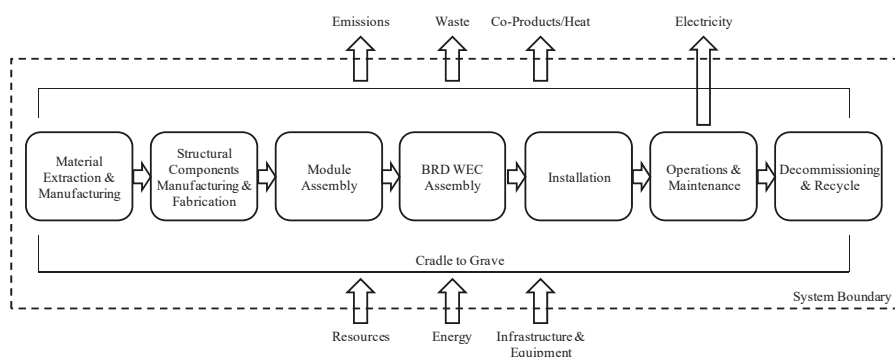 Emissions
Waste
Co-Products/Heat
Electricity
Material
Extraction &
Manufacturing
Structural
Components
Manufacturing &
Fabrication
Module
Assembly
BRD WEC
Assembly
Installation
Operations &
Maintenance
Decommissioning
& Recycle
Cradle to Grave
System Boundary
Resources
Energy
Infrastructure &
Equipment